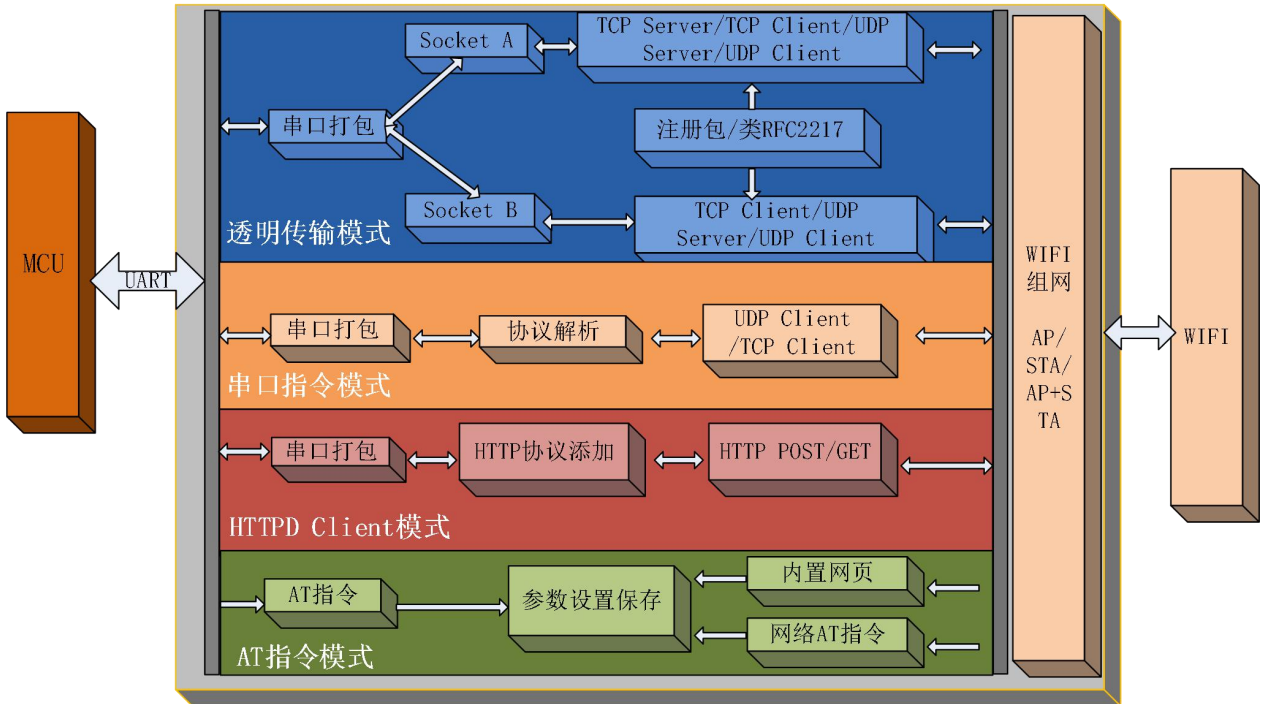 MCU
UART
Socket A
TCP Server/TCP Client/UDP
Server/UDP Client
串口打包
注册包/类RFC2217
Socket B
TCP Client/UDP
Server/UDP Client
透明传输模式
串口打包
协议解析
UDP Client
/TCP Client
串口指令模式
串口打包
HTTP协议添加
HTTP POST/GET
HTTPD Client模式
AT指令
参数设置保存
内置网页
网络AT指令
AT指令模式
WIFI
组网
AP/
STA/
AP+S
TA
WIFI